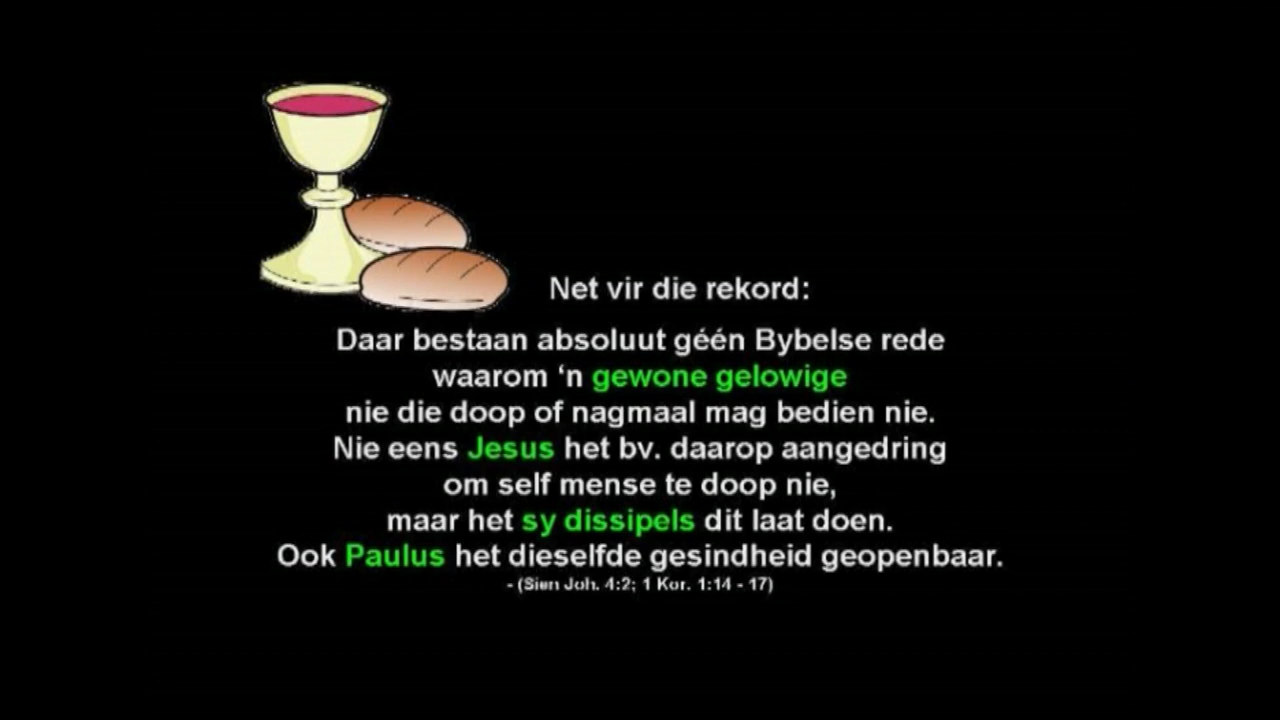 Net vir die rekord:
Daar bestaan absoluut géén Bybelse rede
waarom ‘n gewone gelowige
nie die doop of nagmaal mag bedien nie.
Nie eens Jesus het bv. daarop aangedring
om self mense te doop nie,
maar het sy dissipels dit laat doen.
Ook Paulus het dieselfde gesindheid geopenbaar.
- (Sien Joh. 4:2; 1 Kor. 1:14 - 17)